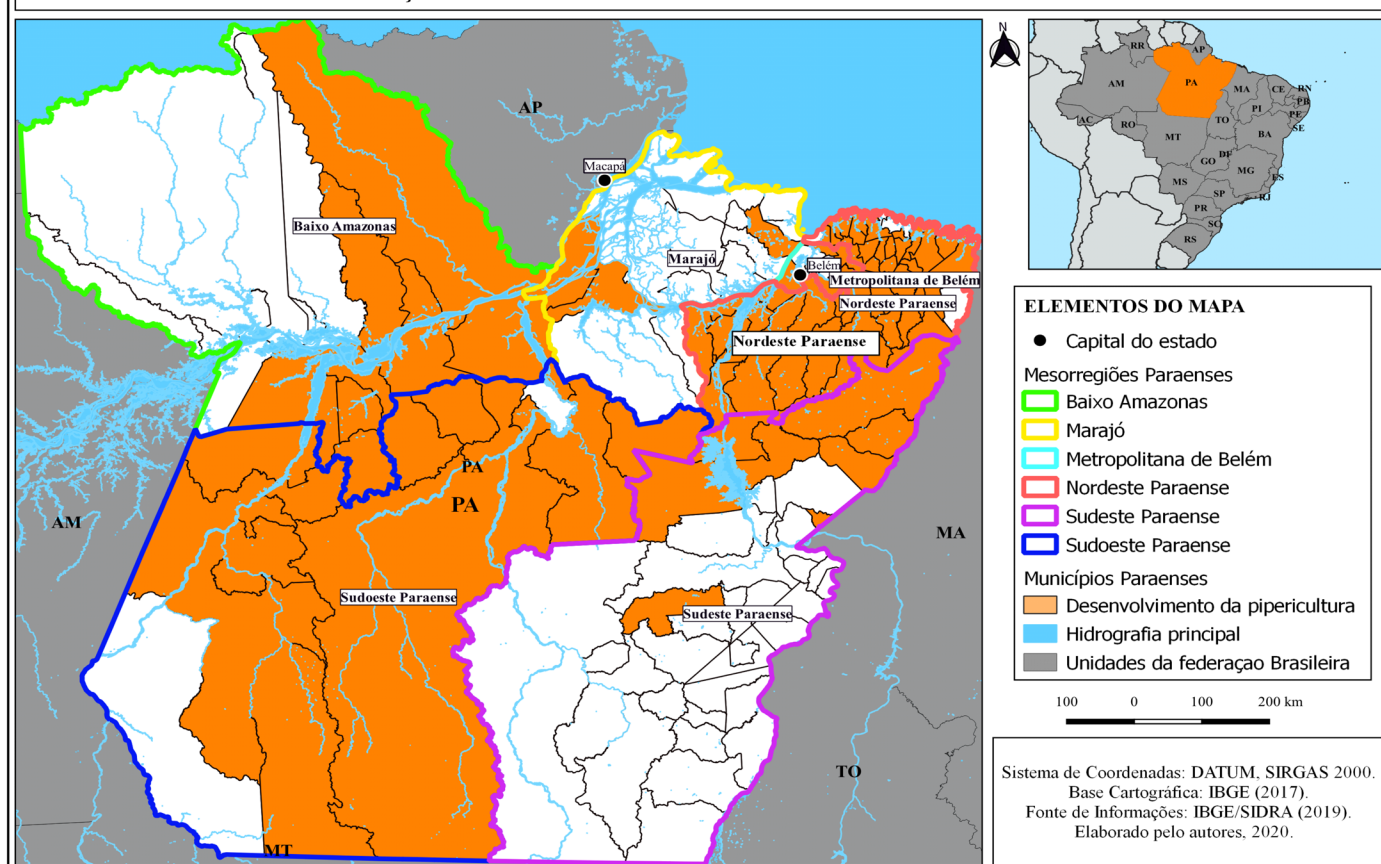 AP
Macapá
Baixo Amazonas
Marajó
Belém
Metropolitana de Belém
Nordeste Paraense
Nordeste Paraense
PA
PA
AM
MA
Sudoeste Paraense
Sudeste Paraense
TO
MT
N
RR
AP
AM
PA
MA
CE
RN
PB
PI
PE
AC
TO
SE
RO
BA
MT
DF
GO
MG
ES
MS
SP
RJ
PR
SC
RS
ELEMENTOS DO MAPA
Capital do estado
Mesorregiões Paraenses
Baixo Amazonas
Marajó
Metropolitana de Belém
Nordeste Paraense
Sudeste Paraense
Sudoeste Paraense
Municípios Paraenses
Desenvolvimento da pipericultura
Hidrografia principal
Unidades da federaçao Brasileira
100 0 100 200 km
Sistema de Coordenadas: DATUM, SIRGAS 2000.
Base Cartográfica: IBGE (2017).
Fonte de Informações: IBGE/SIDRA (2019).
Elaborado pelo autores, 2020.